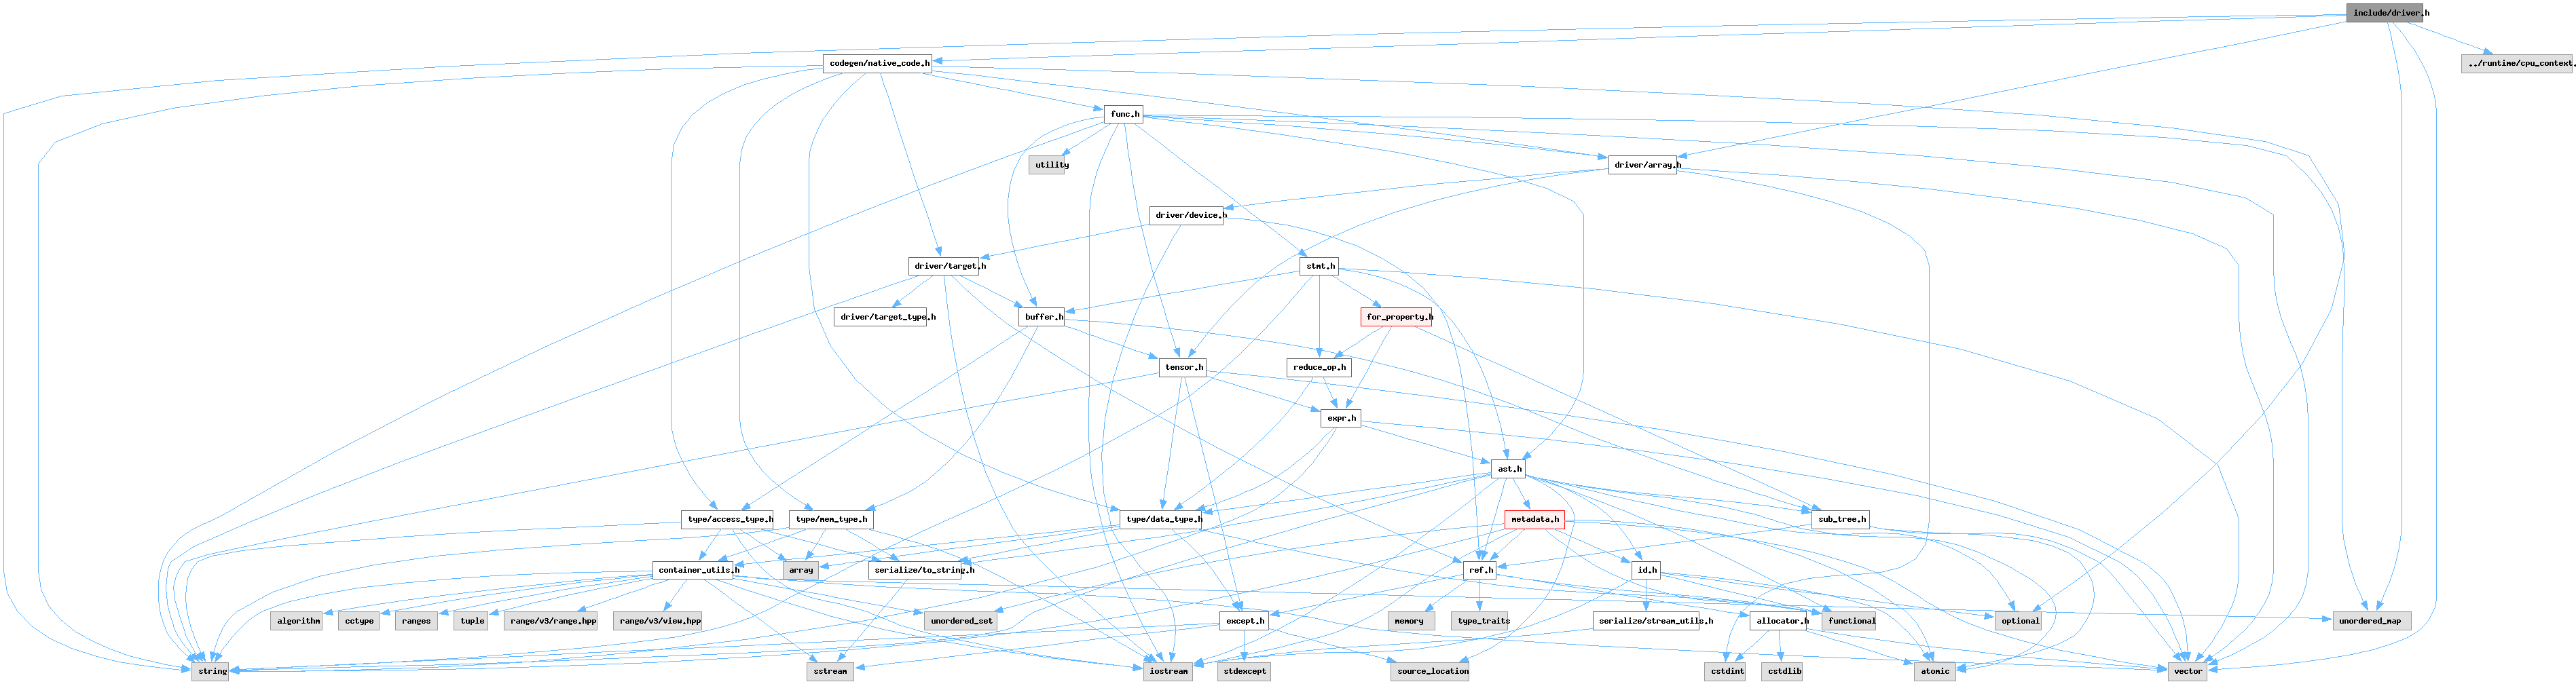 include/driver.h
codegen/native_code.h
../runtime/cpu_context.
func.h
utility
driver/array.h
driver/device.h
driver/target.h
stmt.h
driver/target_type.h
buffer.h
for_property.h
tensor.h
reduce_op.h
expr.h
ast.h
type/access_type.h
type/mem_type.h
type/data_type.h
metadata.h
sub_tree.h
container_utils.h
array
serialize/to_string.h
ref.h
id.h
algorithm
cctype
ranges
tuple
range/v3/range.hpp
range/v3/view.hpp
unordered_set
except.h
memory
type_traits
serialize/stream_utils.h
allocator.h
functional
optional
unordered_map
string
sstream
iostream
stdexcept
source_location
cstdint
cstdlib
atomic
vector